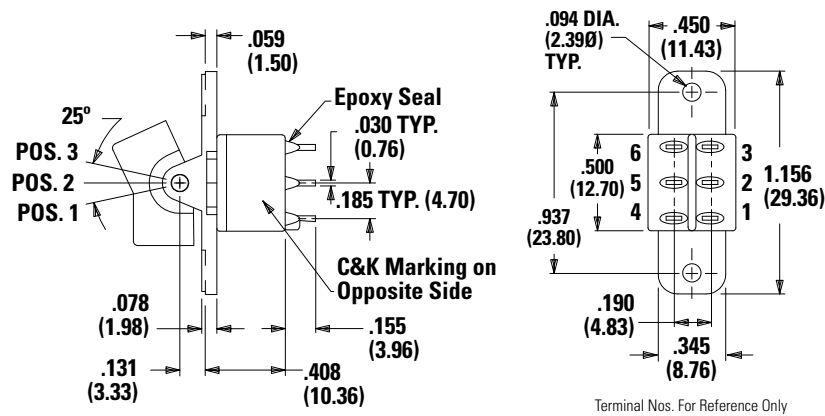 .059
(1.50)
Epoxy Seal
.030 TYP.
(0.76)
25º
POS. 3
POS. 2
POS. 1
.185 TYP. (4.70)
C&K Marking on
Opposite Side
.078
(1.98)
.155
(3.96)
.131
(3.33)
.408
(10.36)
.094 DIA.
(2.39Ø)
TYP.
.450
(11.43)
6
3
.500
(12.70)
5
2
1.156
(29.36)
4
1
.937
(23.80)
.190
(4.83)
.345
(8.76)
Terminal Nos. For Reference Only